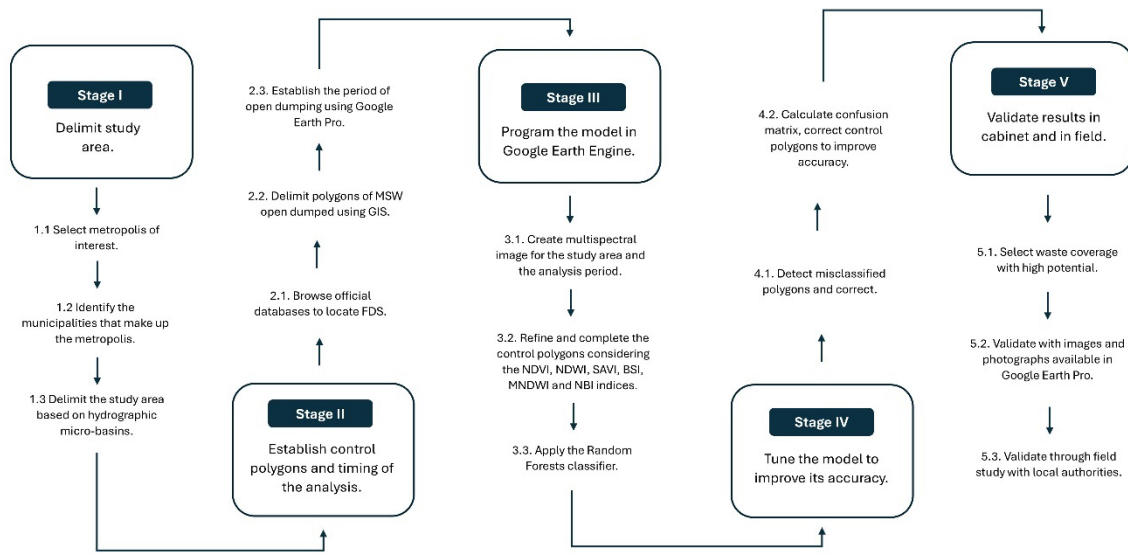 Stage I
Delimit study
area.
1.1 Select metropolis of
interest.
1.2 Identify the
municipalities that make up
the metropolis.
1.3 Delimit the study area
based on hydrographic
micro-basins.
Stage II
Establish control
polygons and timing of
the analysis.
2.1. Browse official
databases to locate FDS.
2.2. Delimit polygons of MSW
open dumped using GIS.
2.3. Establish the period of
open dumping using Google
Earth Pro.
Stage III
Program the model in
Google Earth Engine.
3.1. Create multispectral
image for the study area and
the analysis period.
3.2. Refine and complete the
control polygons considering
the NDVI, NDWI, SAVI, BSI,
MNDWI and NBI indices.
3.3. Apply the Random
Forests classifier.
Stage IV
Tune the model to
improve its accuracy.
4.1. Detect misclassified
polygons and correct.
4.2. Calculate confusion
matrix, correct control
polygons to improve
accuracy.
Stage V
Validate results in
cabinet and in field.
5.1. Select waste coverage
with high potential.
5.2. Validate with images and
photographs available in
Google Earth Pro.
5.3. Validate through field
study with local authorities.